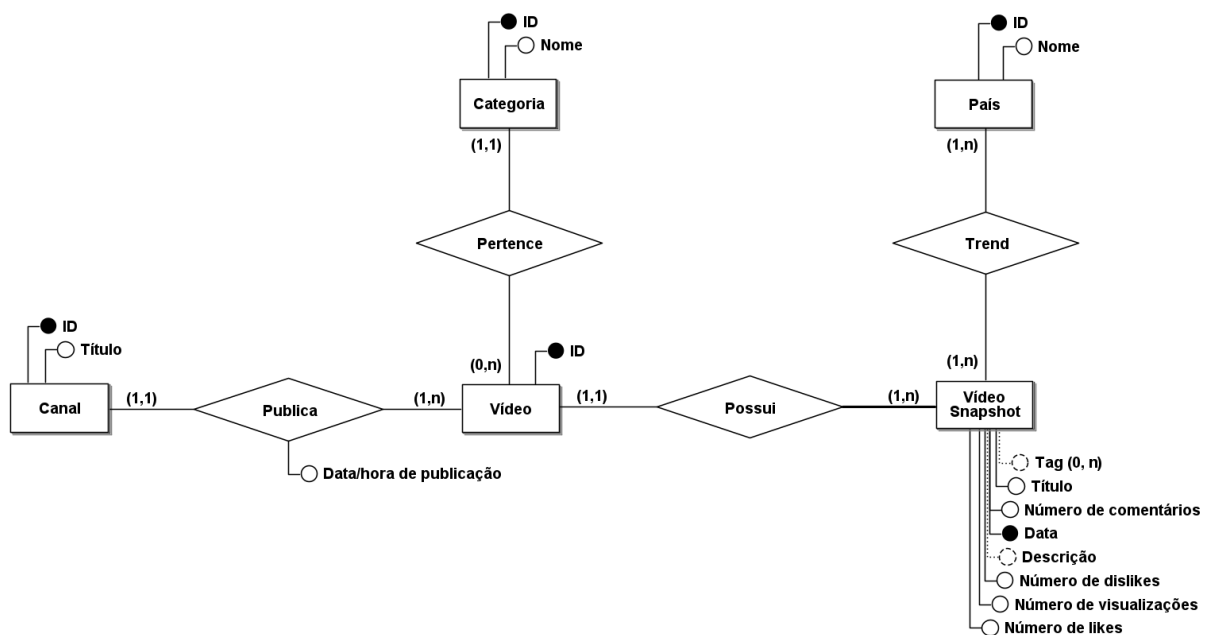 ID
Nome
Categoria
(1,1)
Pertence
(0,n)
ID
Nome
País
(1,n)
Trend
(1,n)
ID
Título
Canal
(1,1)
Publica
Data/hora de publicação
(1,n)
Vídeo
ID
(1,1)
Possui
(1,n)
Vídeo
Snapshot
Tag (0, n)
Título
Número de comentários
Data
Descrição
Número de dislikes
Número de visualizações
Número de likes